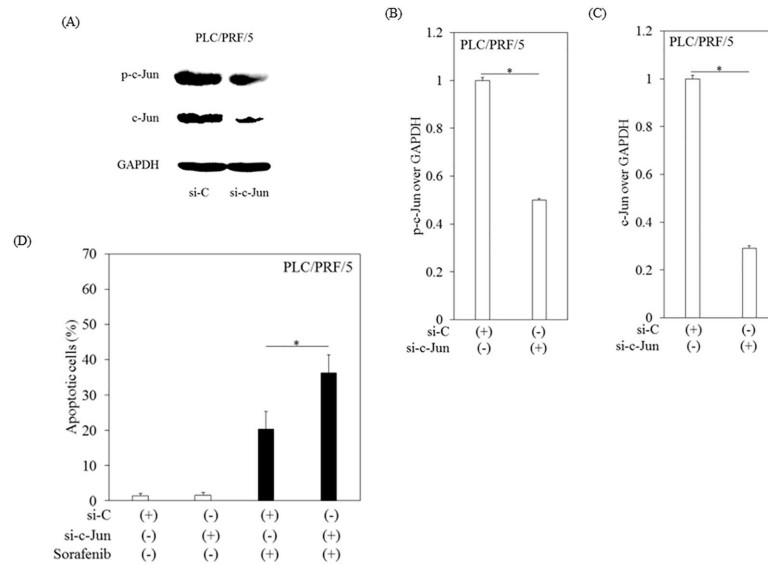 (A)
PLC/PRF/5
p-c-Jun
c-Jun
GAPDH
si-C si-c-Jun
(B)
1.2
1
0.8
0.6
0.4
0.2
0
p-c-Jun over GAPDH
PLC/PRF/5
*
si-C (+) (-)
si-c-Jun (-) (+)
(C)
1.2
1
0.8
0.6
0.4
0.2
0
c-Jun over GAPDH
PLC/PRF/5
*
si-C (+) (-)
si-c-Jun (-) (+)
(D)
70
60
50
40
30
20
10
0
Apoptotic cells (%)
PLC/PRF/5
*
si-C (+) (-) (+) (-)
si-c-Jun (-) (+) (-) (+)
Sorafenib (-) (-) (+) (+)